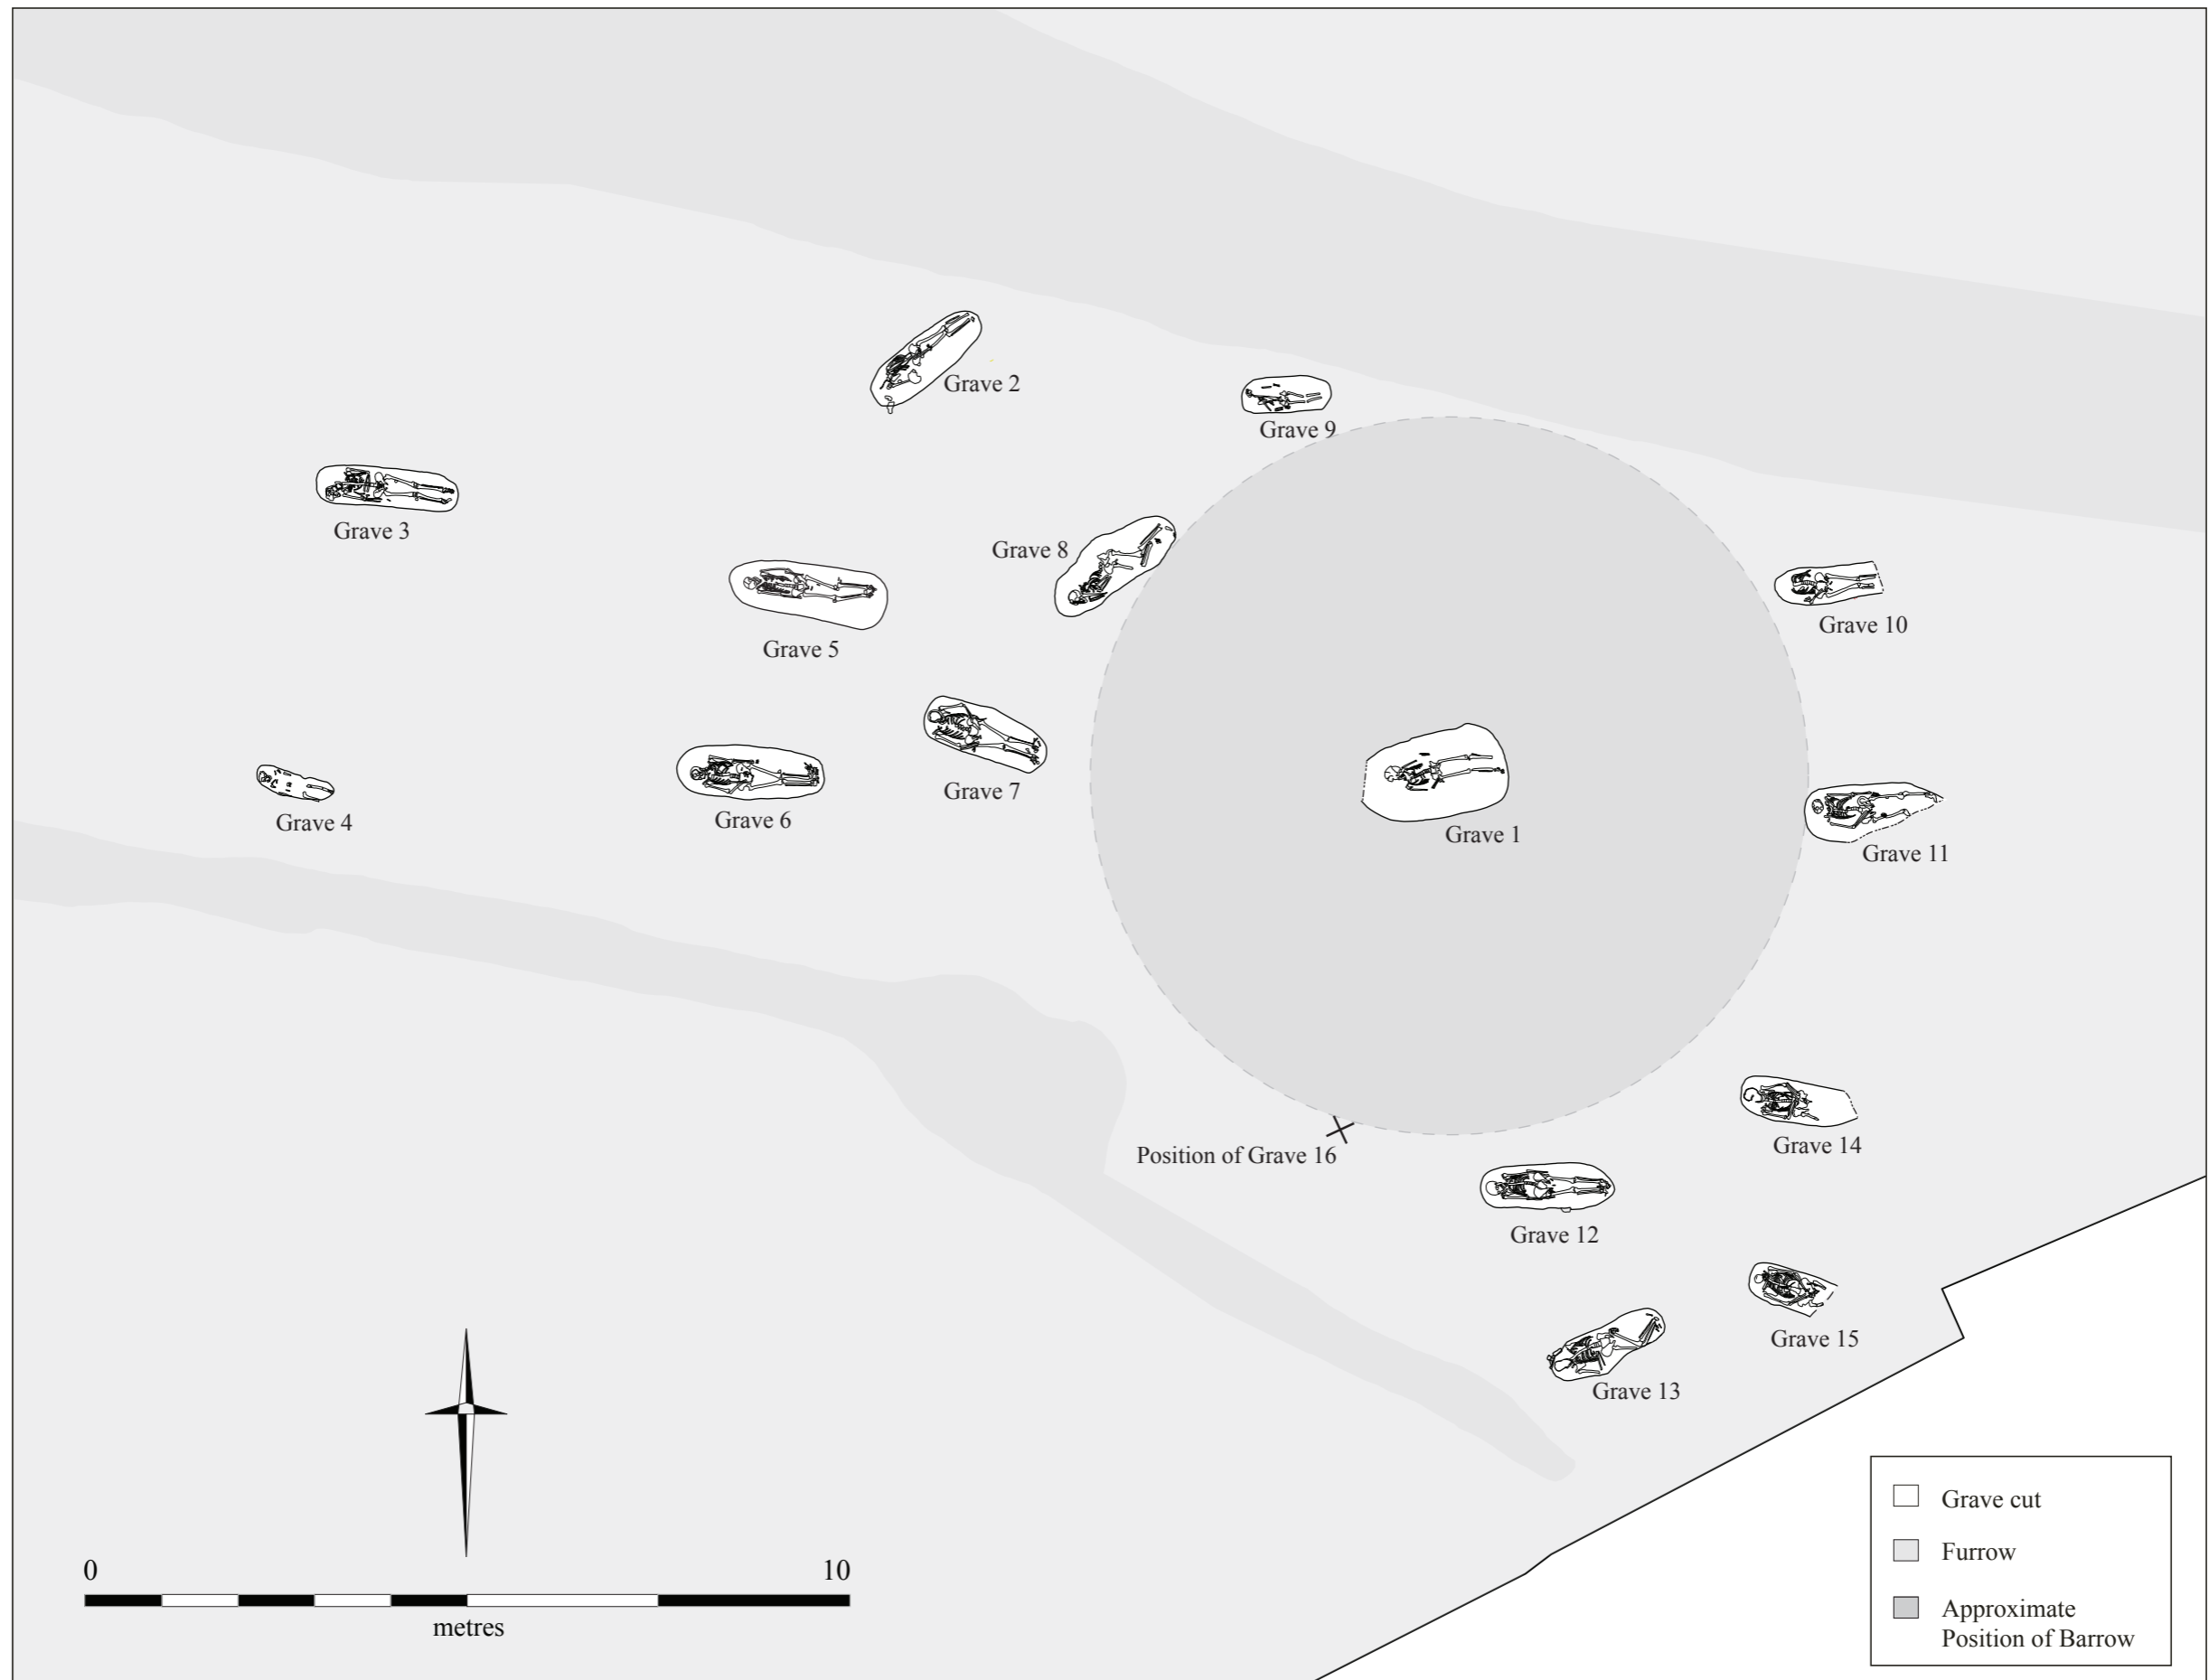 Grave 2
Grave 9
Grave 3
Grave 8
Grave 5
Grave 10
Grave 7
Grave 6
Grave 4
Grave 1
Grave 11
Grave 14
Position of Grave 16
Grave 12
Grave 15
Grave 13
0 10
metres
Grave cut
Furrow
Approximate
Position of Barrow